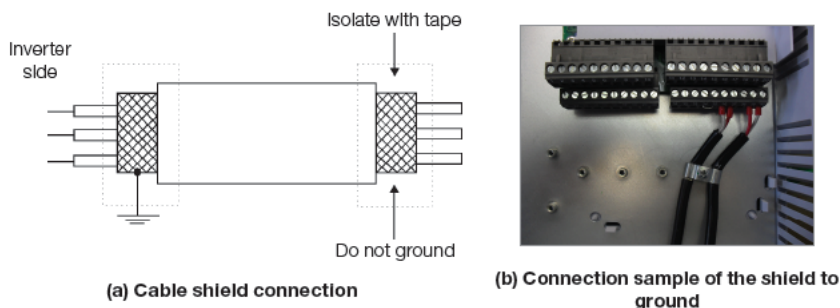 Isolate with tape
Inverter
side
Do not ground
(a) Cable shield connection
(b) Connection sample of the shield to
ground